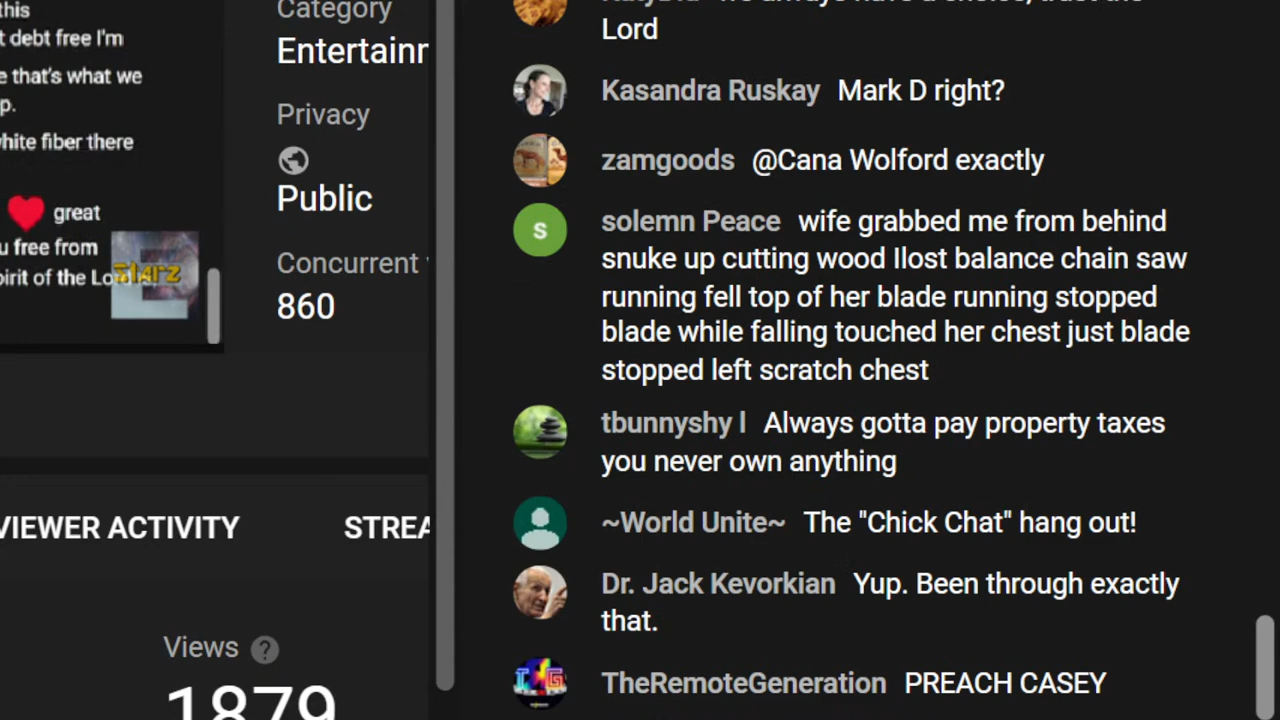 this
t debt free I'm
e that's what we
p.
white fiber there
great
u free from
pirit of the Lo
starz
Category
Entertainm
Privacy
Public
Concurrent
860
VIEWER ACTIVITY
STREA
Views ?
1879
Lord
Kasandra Ruskay Mark D right?
zamgoods @Cana Wolford exactly
S
solemn Peace wife grabbed me from behind
snuke up cutting wood Ilost balance chain saw
running fell top of her blade running stopped
blade while falling touched her chest just blade
stopped left scratch chest
tbunnyshy l Always gotta pay property taxes
you never own anything
~World Unite~ The "Chick Chat" hang out!
Dr. Jack Kevorkian Yup. Been through exactly
that.
TheRemoteGeneration PREACH CASEY